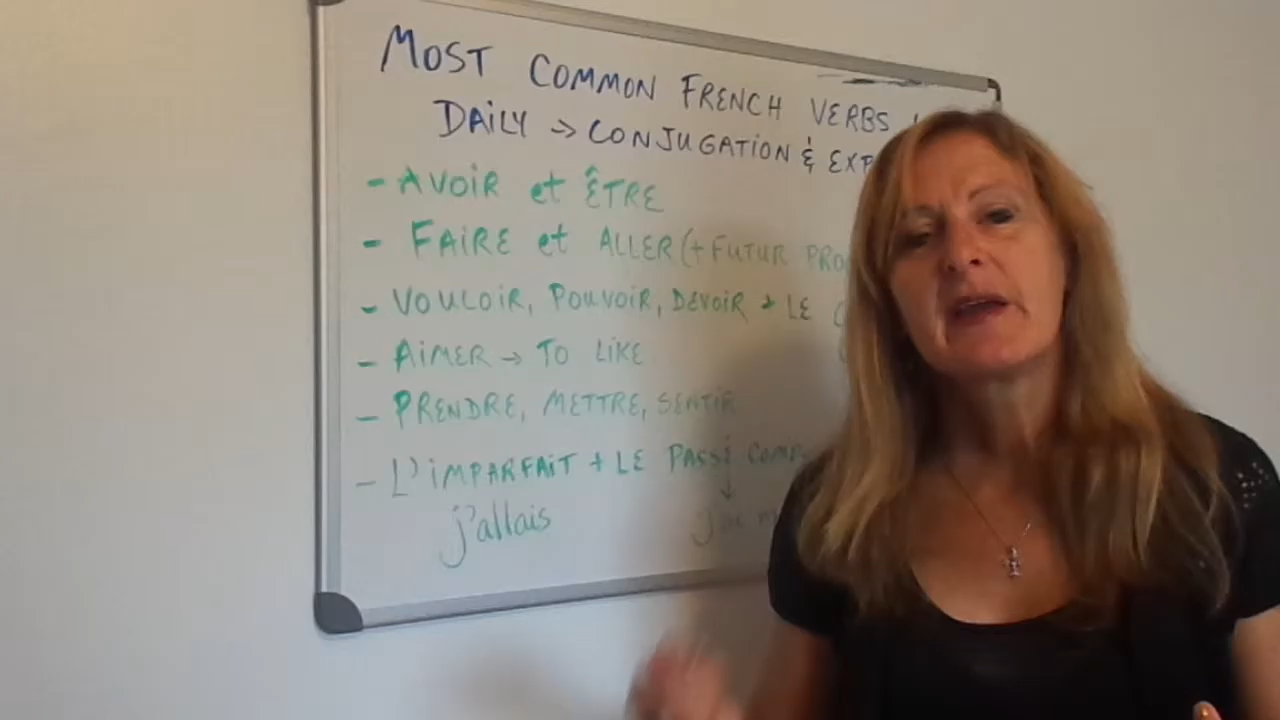 MOST COMMON FRENCH VERBS
DAiLY -> CONJUGATiON & EXP
- AVOiR et ÊTRE
- FAiRE et ALLER (+ FUTUR PRO
- VOULOiR, POUVOiR, DEVOiR + LE
- AiMER -> TO LiKE
- PRENDRE, METTRE, SENTiR
- L'iMPARFAiT + LE PASSÉ COMP
j'allais j'ai